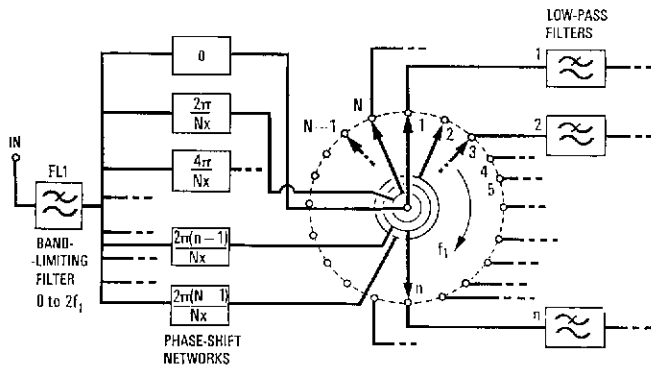 IN
FL1
BAND-
-LIMITING
FILTER
0 to 2f₁
0
2π
Nx
4π
Nx
2π(n−1)
Nx
2π(N 1)
Nx
PHASE-SHIFT
NETWORKS
N···1
N
1
2
3
4
5
n
f₁
LOW-PASS
FILTERS
1
2
n